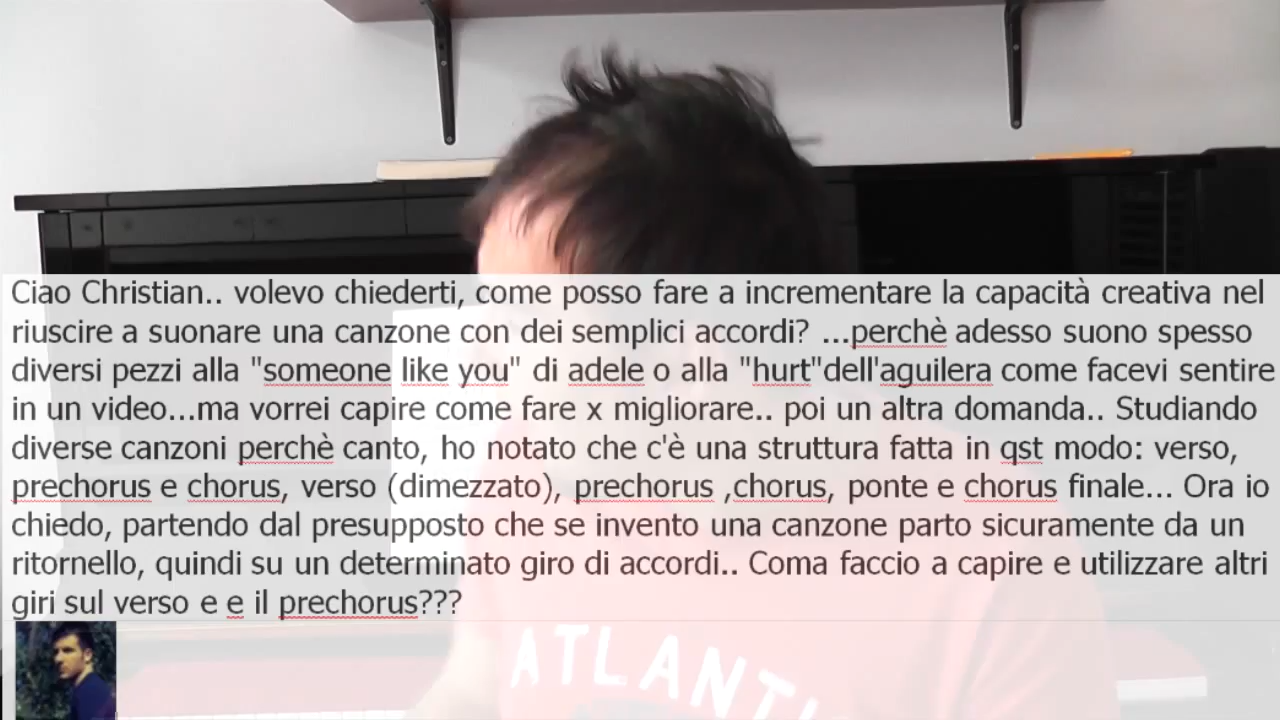 Ciao Christian.. volevo chiederti, come posso fare a incrementare la capacità creativa nel
riuscire a suonare una canzone con dei semplici accordi? ...perchè adesso suono spesso
diversi pezzi alla "someone like you" di adele o alla "hurt"dell'aguilera come facevi sentire
in un video...ma vorrei capire come fare x migliorare.. poi un altra domanda.. Studiando
diverse canzoni perchè canto, ho notato che c'è una struttura fatta in qst modo: verso,
prechorus e chorus, verso (dimezzato), prechorus ,chorus, ponte e chorus finale... Ora io
chiedo, partendo dal presupposto che se invento una canzone parto sicuramente da un
ritornello, quindi su un determinato giro di accordi.. Coma faccio a capire e utilizzare altri
giri sul verso e e il prechorus???
ATLANTI